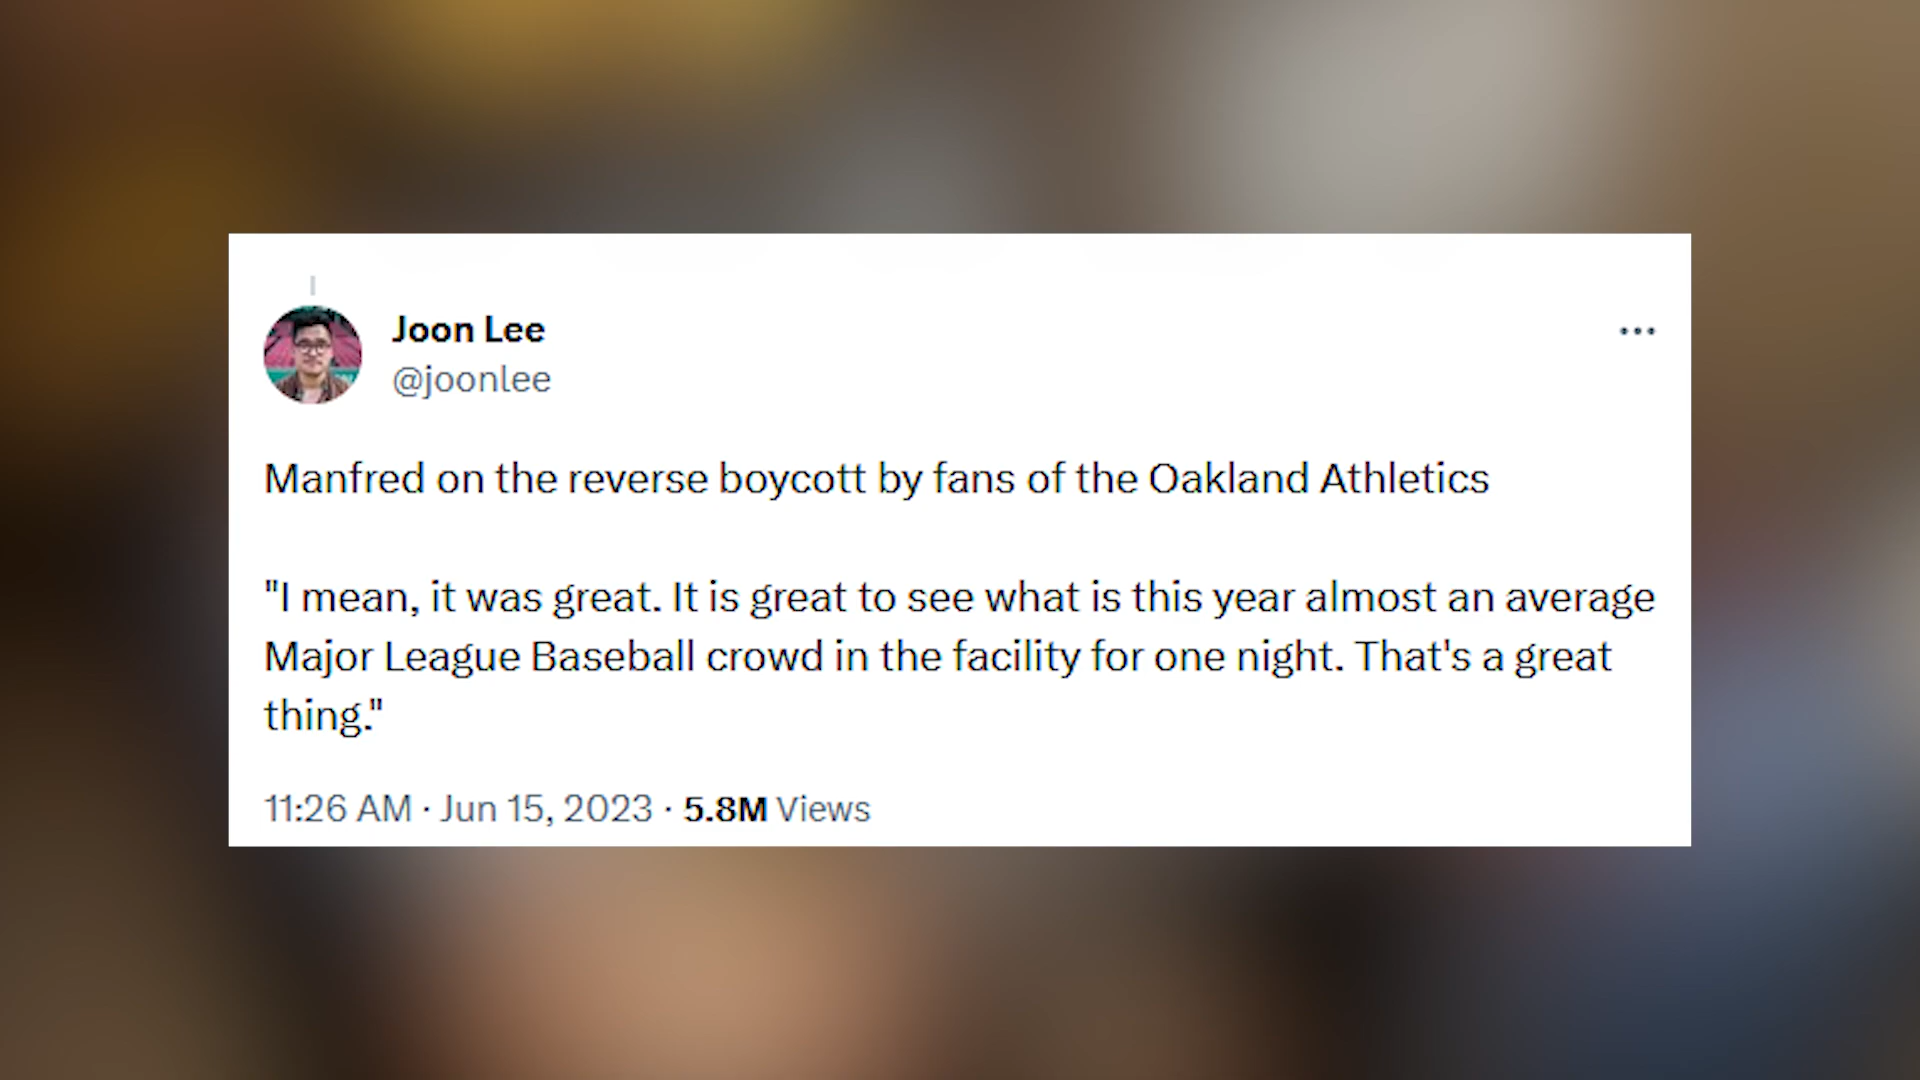 Joon Lee
@joonlee
Manfred on the reverse boycott by fans of the Oakland Athletics
"I mean, it was great. It is great to see what is this year almost an average
Major League Baseball crowd in the facility for one night. That's a great
thing."
11:26 AM · Jun 15, 2023 · 5.8M Views